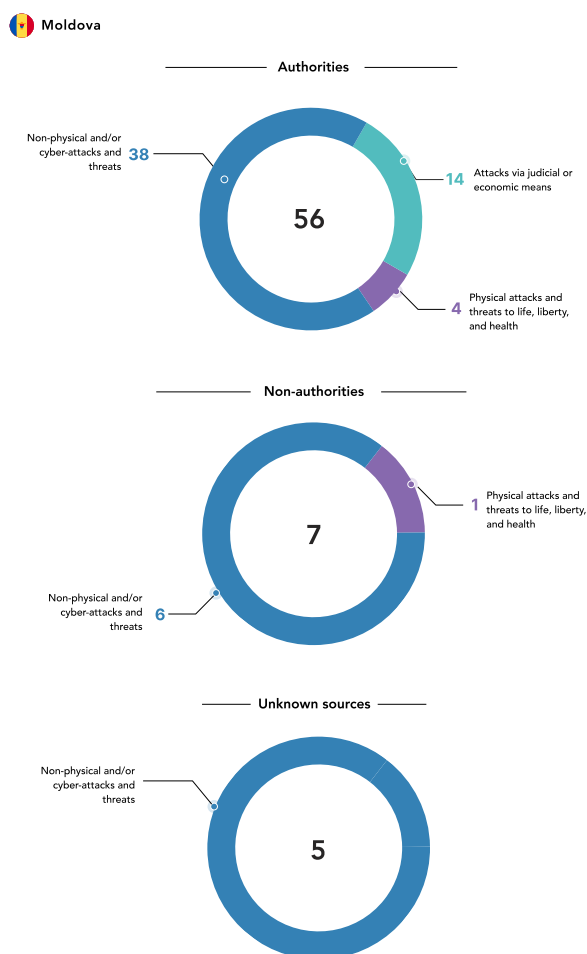 Moldova
Authorities
Non-physical and/or
cyber-attacks and
threats
38
56
14
Attacks via judicial or
economic means
4
Physical attacks and
threats to life, liberty,
and health
Non-authorities
7
1
Physical attacks and
threats to life, liberty,
and health
Non-physical and/or
cyber-attacks and
threats
6
Unknown sources
Non-physical and/or
cyber-attacks and
threats
5